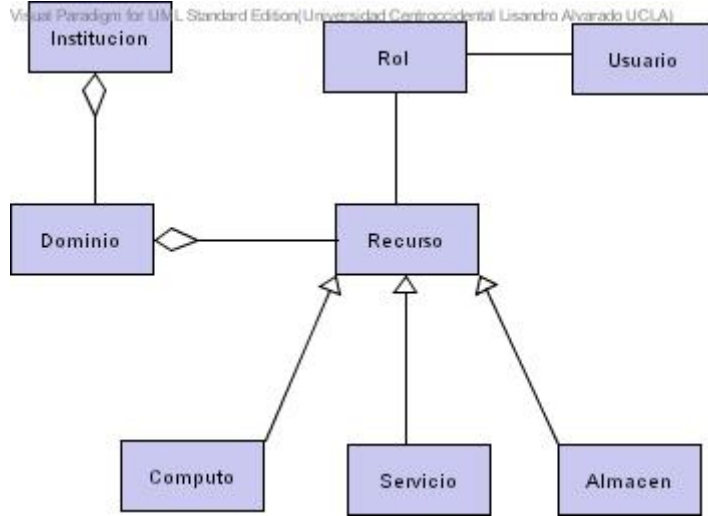 Visual Paradigm for UML Standard Edition(Universidad Centroccidental Lisandro Alvarado UCLA)
Institucion
Rol
Usuario
Dominio
Recurso
Computo
Servicio
Almacen